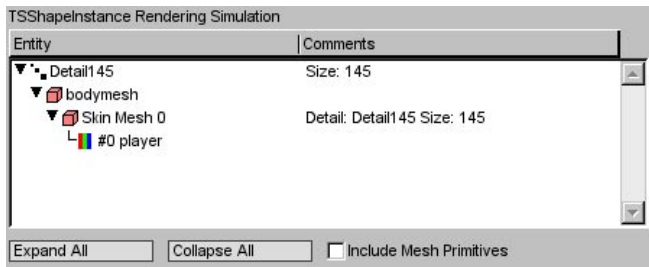 TSShapeInstance Rendering Simulation
Entity Comments
Detail145 Size: 145
bodymesh
Skin Mesh 0 Detail: Detail145 Size: 145
#0 player
Expand All Collapse All Include Mesh Primitives